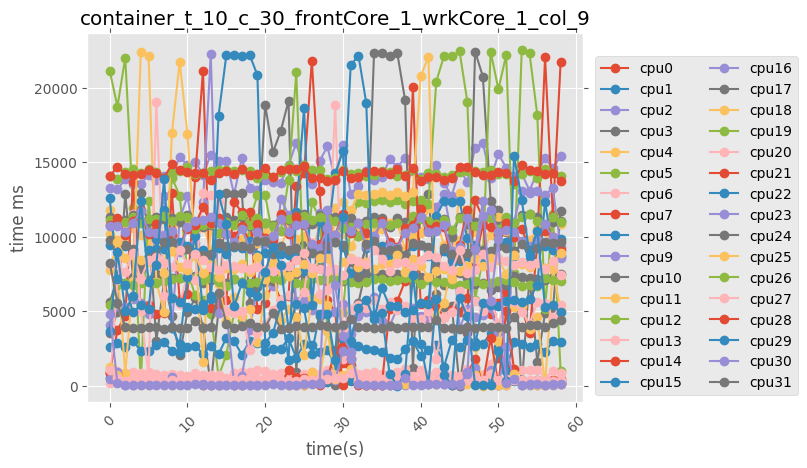 container_t_10_c_30_frontCore_1_wrkCore_1_col_9
time ms
20000
15000
10000
5000
0
0
10
20
30
40
50
60
time(s)
cpu0
cpu1
cpu2
cpu3
cpu4
cpu5
cpu6
cpu7
cpu8
cpu9
cpu10
cpu11
cpu12
cpu13
cpu14
cpu15
cpu16
cpu17
cpu18
cpu19
cpu20
cpu21
cpu22
cpu23
cpu24
cpu25
cpu26
cpu27
cpu28
cpu29
cpu30
cpu31